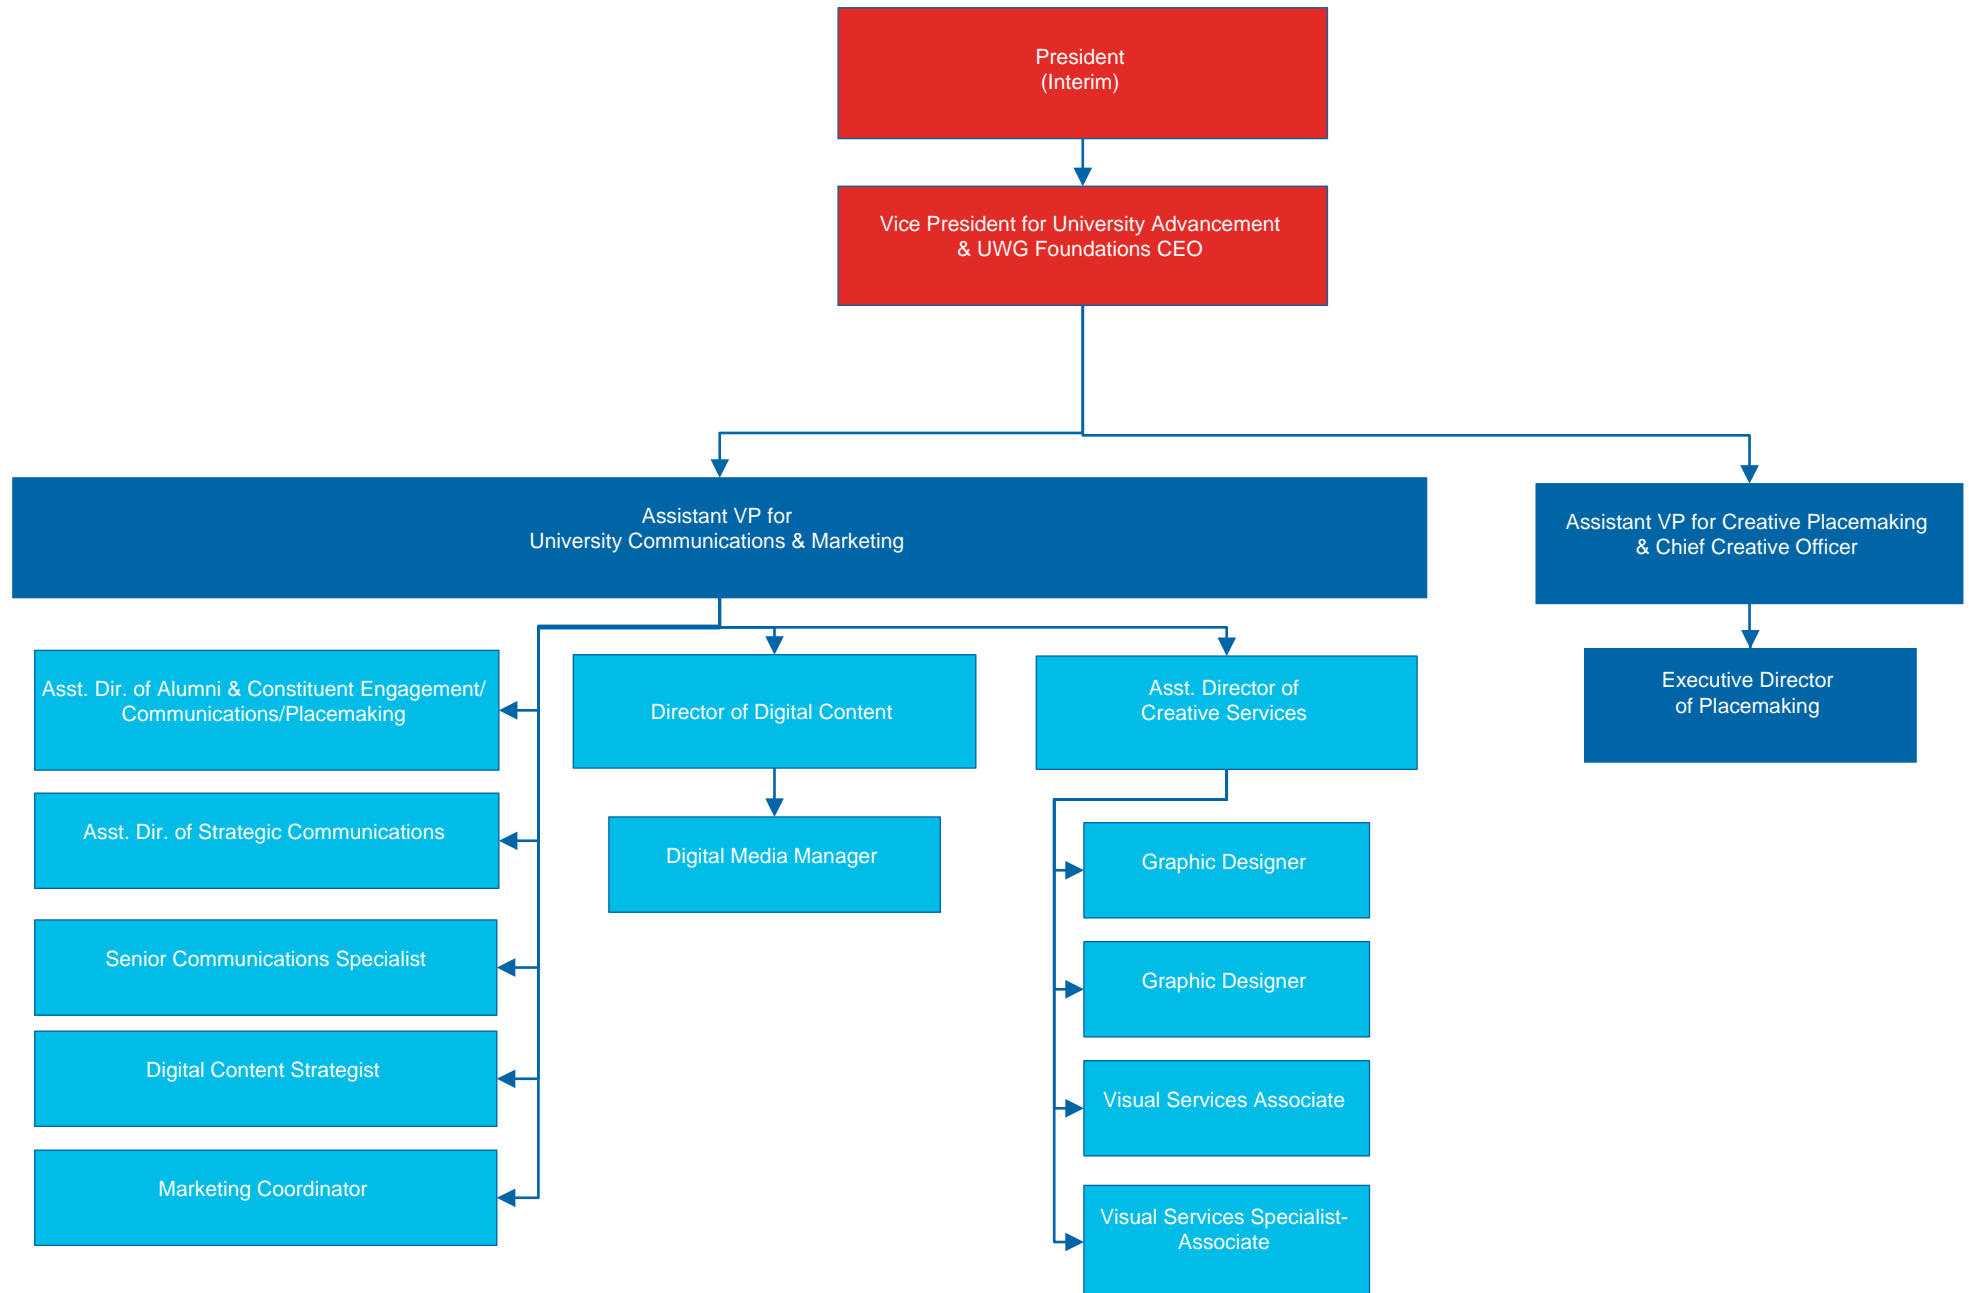 President
(Interim)
Vice President for University Advancement
& UWG Foundations CEO
Assistant VP for
University Communications & Marketing
Assistant VP for Creative Placemaking
& Chief Creative Officer
Asst. Dir. of Alumni & Constituent Engagement/
Communications/Placemaking
Director of Digital Content
Asst. Director of
Creative Services
Executive Director
of Placemaking
Asst. Dir. of Strategic Communications
Digital Media Manager
Graphic Designer
Senior Communications Specialist
Graphic Designer
Digital Content Strategist
Visual Services Associate
Marketing Coordinator
Visual Services Specialist-
Associate